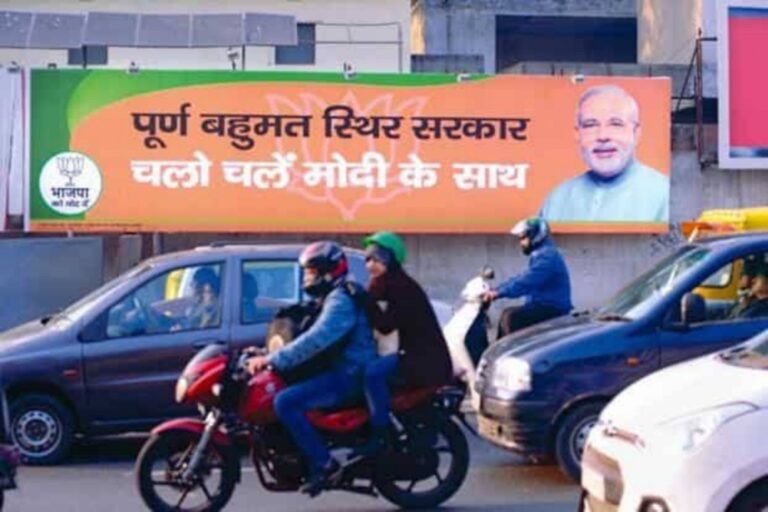 पूर्ण बहुमत स्थिर सरकार
चलो चलें मोदी के साथ
भाजपा
को वोट दें